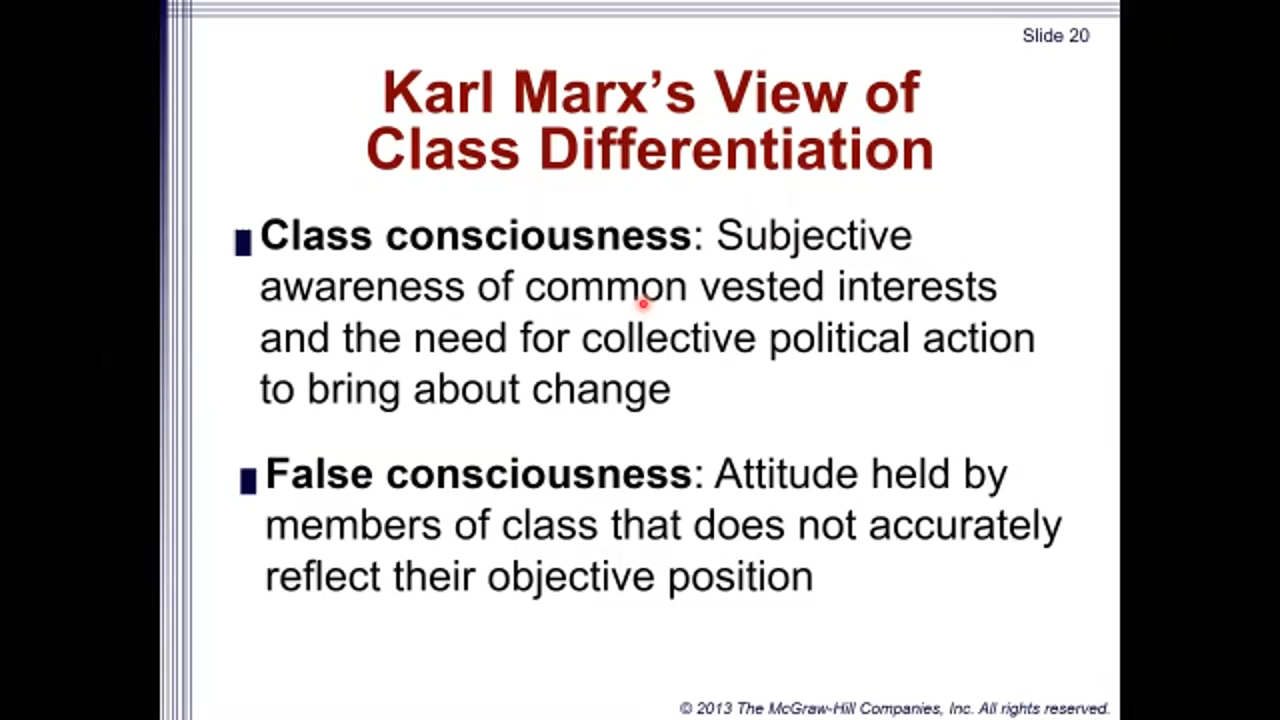 Slide 20
Karl Marx’s View of
Class Differentiation
Class consciousness: Subjective
awareness of common vested interests
and the need for collective political action
to bring about change
False consciousness: Attitude held by
members of class that does not accurately
reflect their objective position
© 2013 The McGraw-Hill Companies, Inc. All rights reserved.